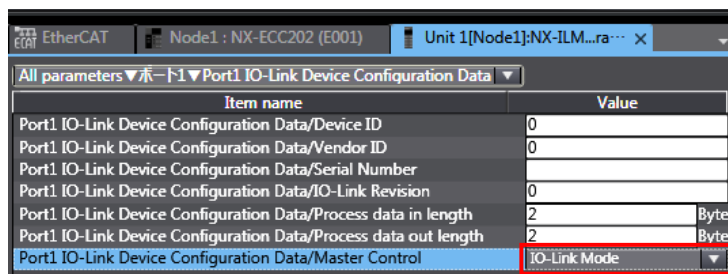 EtherCAT Node1 : NX-ECC202 (E001) Unit 1[Node1]:NX-ILM...ra···
All parameters▼ポート1▼Port1 IO-Link Device Configuration Data
Item name Value
Port1 IO-Link Device Configuration Data/Device ID 0
Port1 IO-Link Device Configuration Data/Vendor ID 0
Port1 IO-Link Device Configuration Data/Serial Number
Port1 IO-Link Device Configuration Data/IO-Link Revision 0
Port1 IO-Link Device Configuration Data/Process data in length 2 Byte
Port1 IO-Link Device Configuration Data/Process data out length 2 Byte
Port1 IO-Link Device Configuration Data/Master Control IO-Link Mode